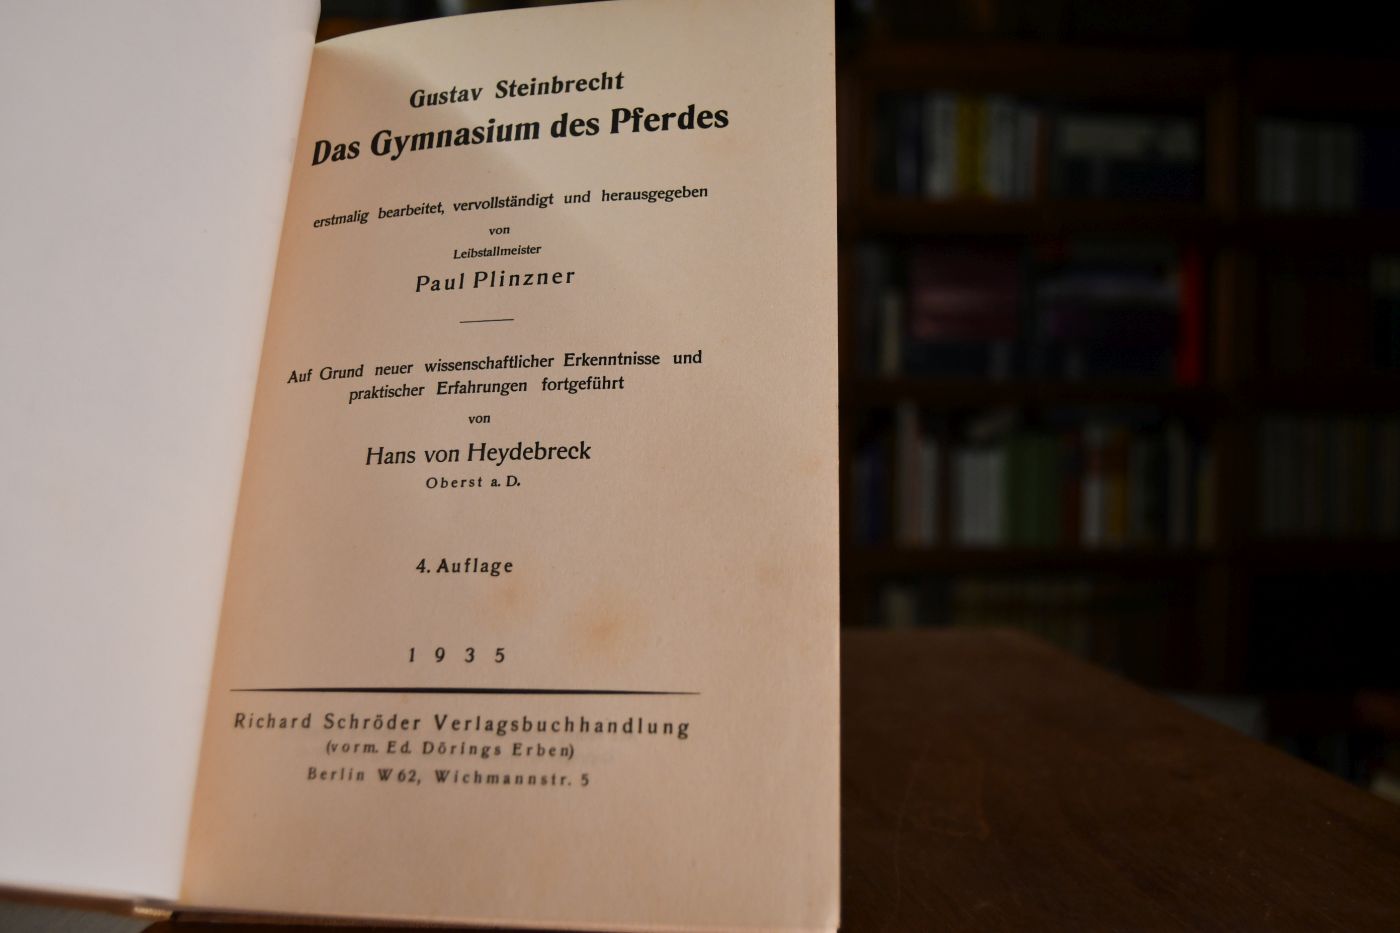 Gustav Steinbrecht
Das Gymnasium des Pferdes
erstmalig bearbeitet, vervollständigt und herausgegeben
von
Leibstallmeister
Paul Plinzner
Auf Grund neuer wissenschaftlicher Erkenntnisse und
praktischer Erfahrungen fortgeführt
von
Hans von Heydebreck
Oberst a. D.
4. Auflage
1935
Richard Schröder Verlagsbuchhandlung
(vorm. Ed. Dörings Erben)
Berlin W 62, Wichmannstr. 5